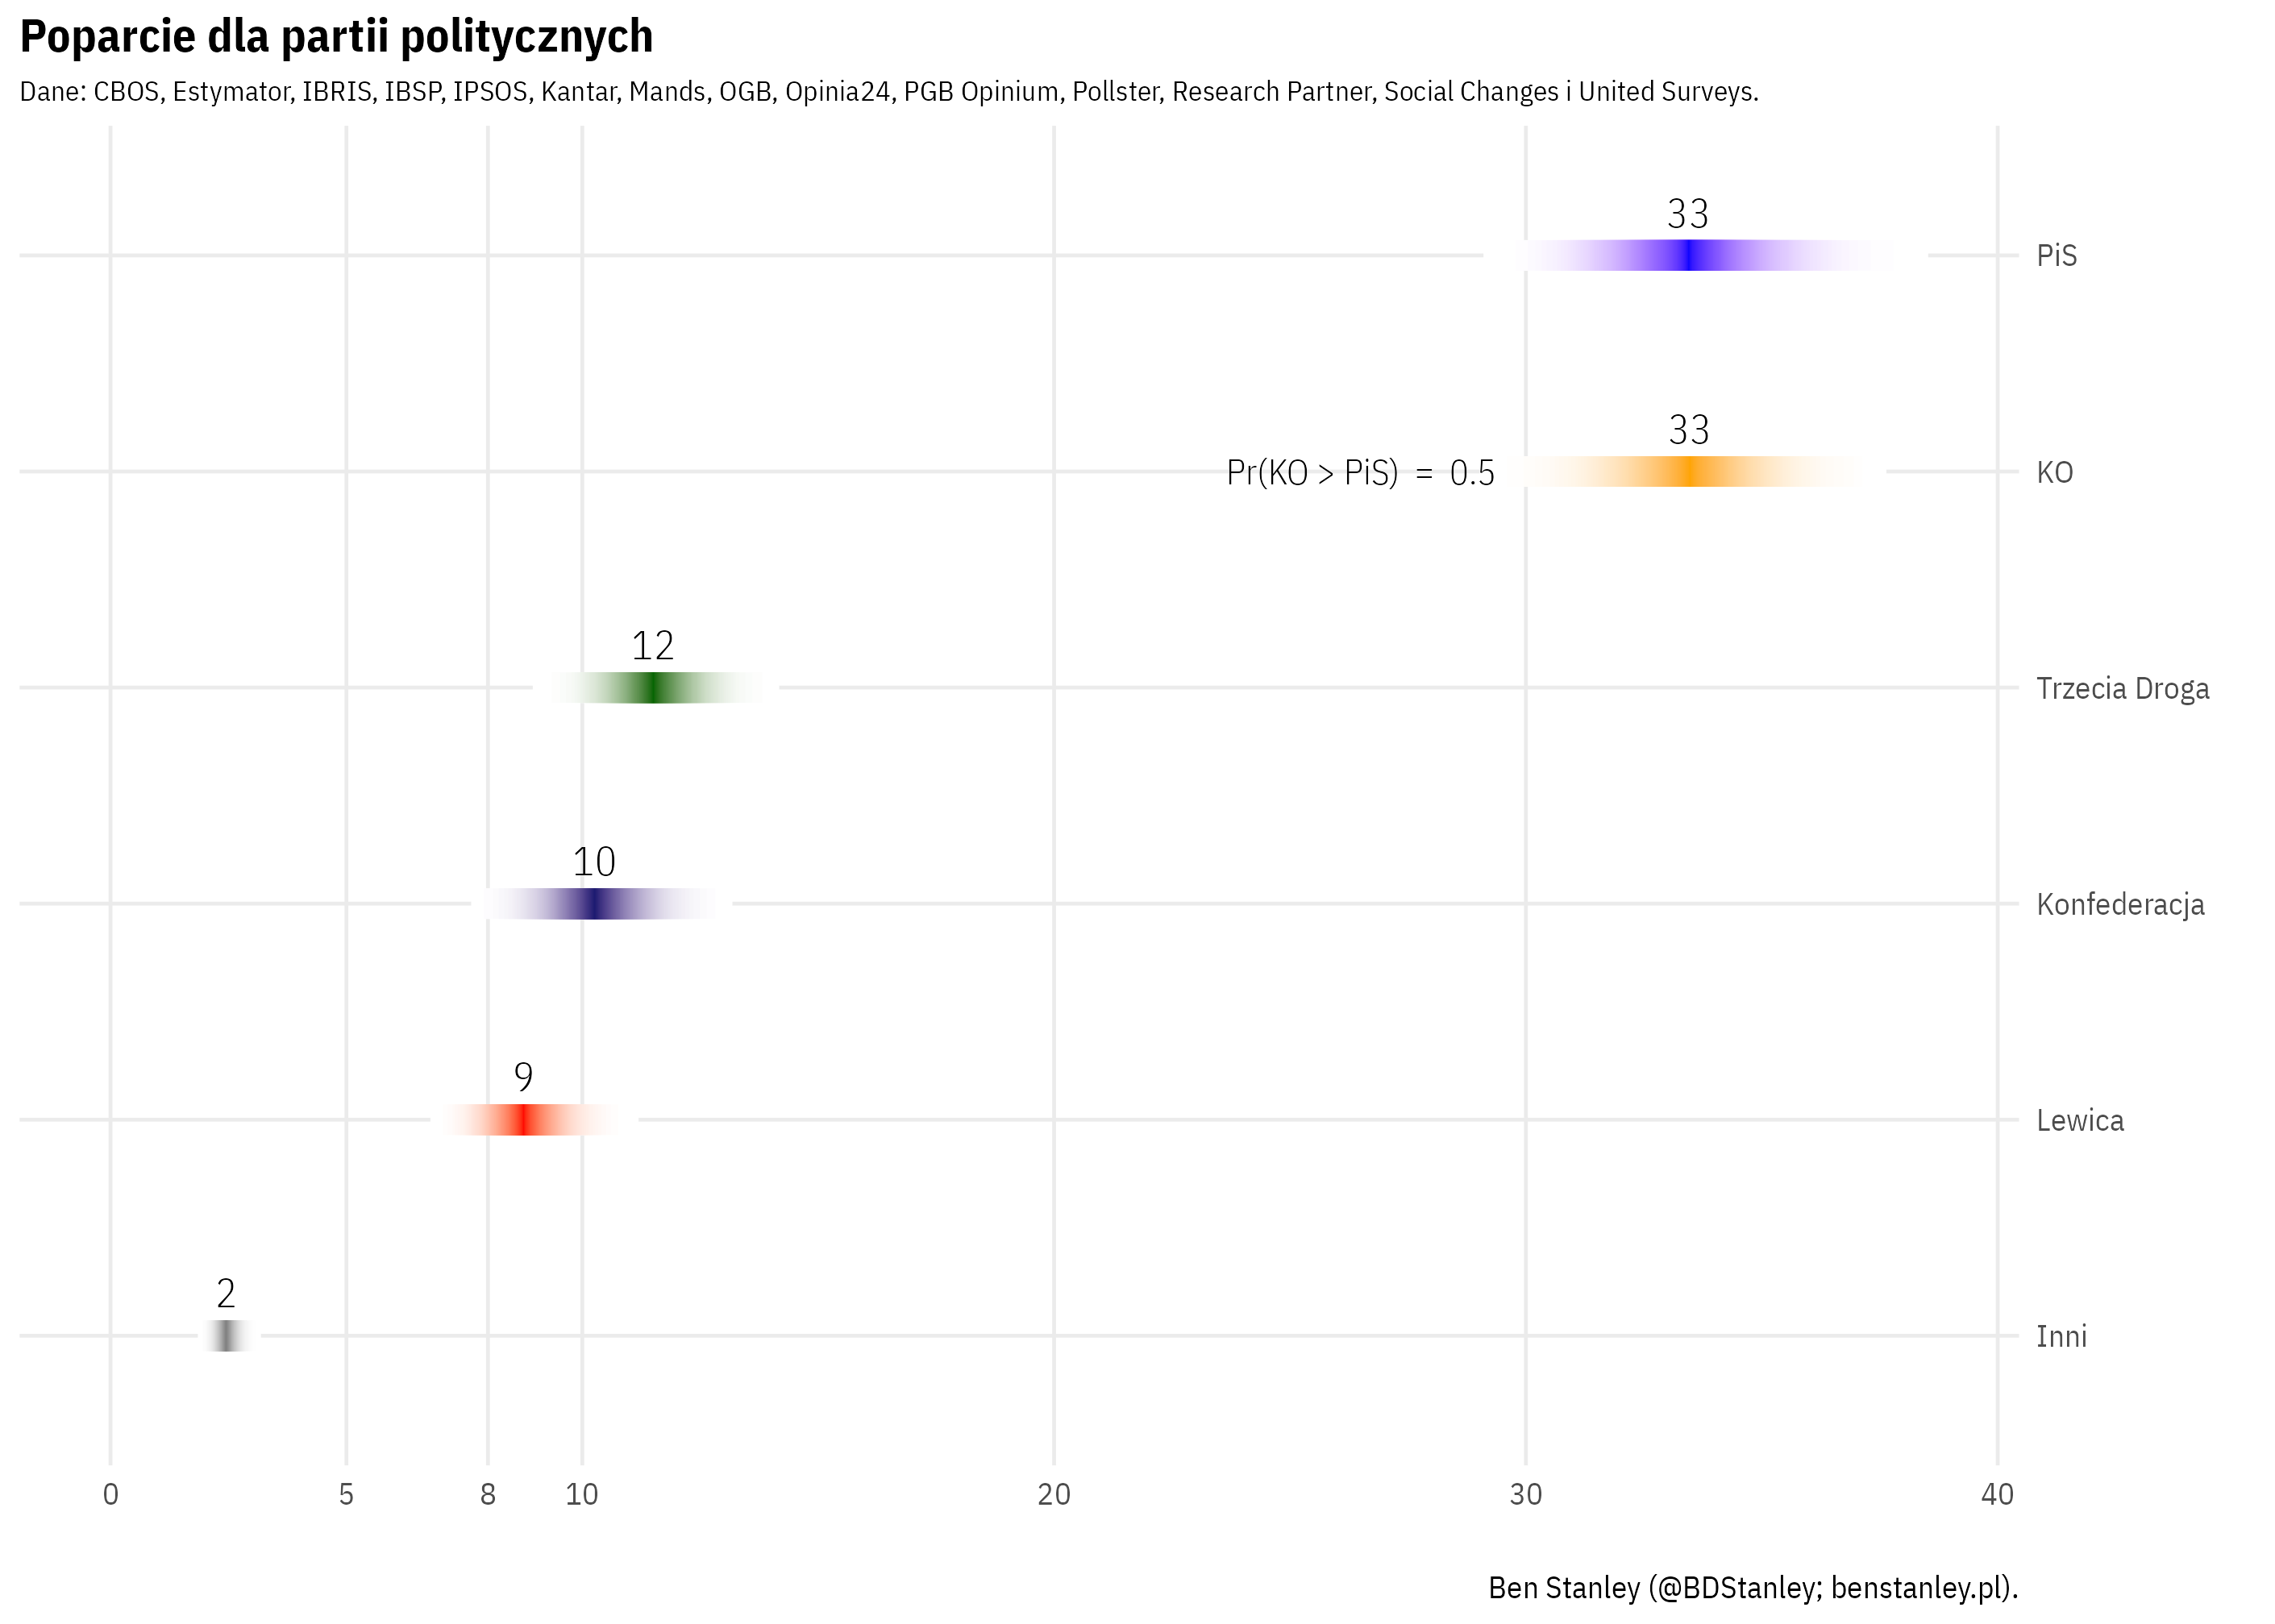 Poparcie dla partii politycznych
Dane: CBOS, Estymator, IBRIS, IBSP, IPSOS, Kantar, Mands, OGB, Opinia24, PGB Opinium, Pollster, Research Partner, Social Changes i United Surveys.
33
PiS
33
Pr(KO > PiS) = 0.5
KO
12
Trzecia Droga
10
Konfederacja
9
Lewica
2
Inni
0 5 8 10 20 30 40
Ben Stanley (@BDStanley; benstanley.pl).